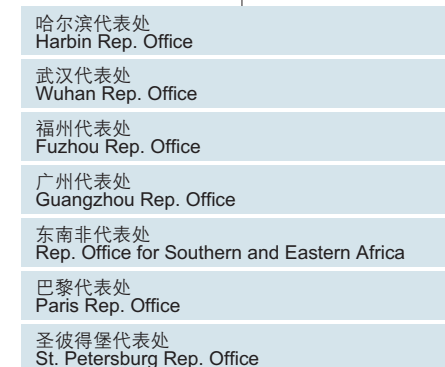 哈尔滨代表处
Harbin Rep. Office
武汉代表处
Wuhan Rep. Office
福州代表处
Fuzhou Rep. Office
广州代表处
Guangzhou Rep. Office
东南非代表处
Rep. Office for Southern and Eastern Africa
巴黎代表处
Paris Rep. Office
圣彼得堡代表处
St. Petersburg Rep. Office